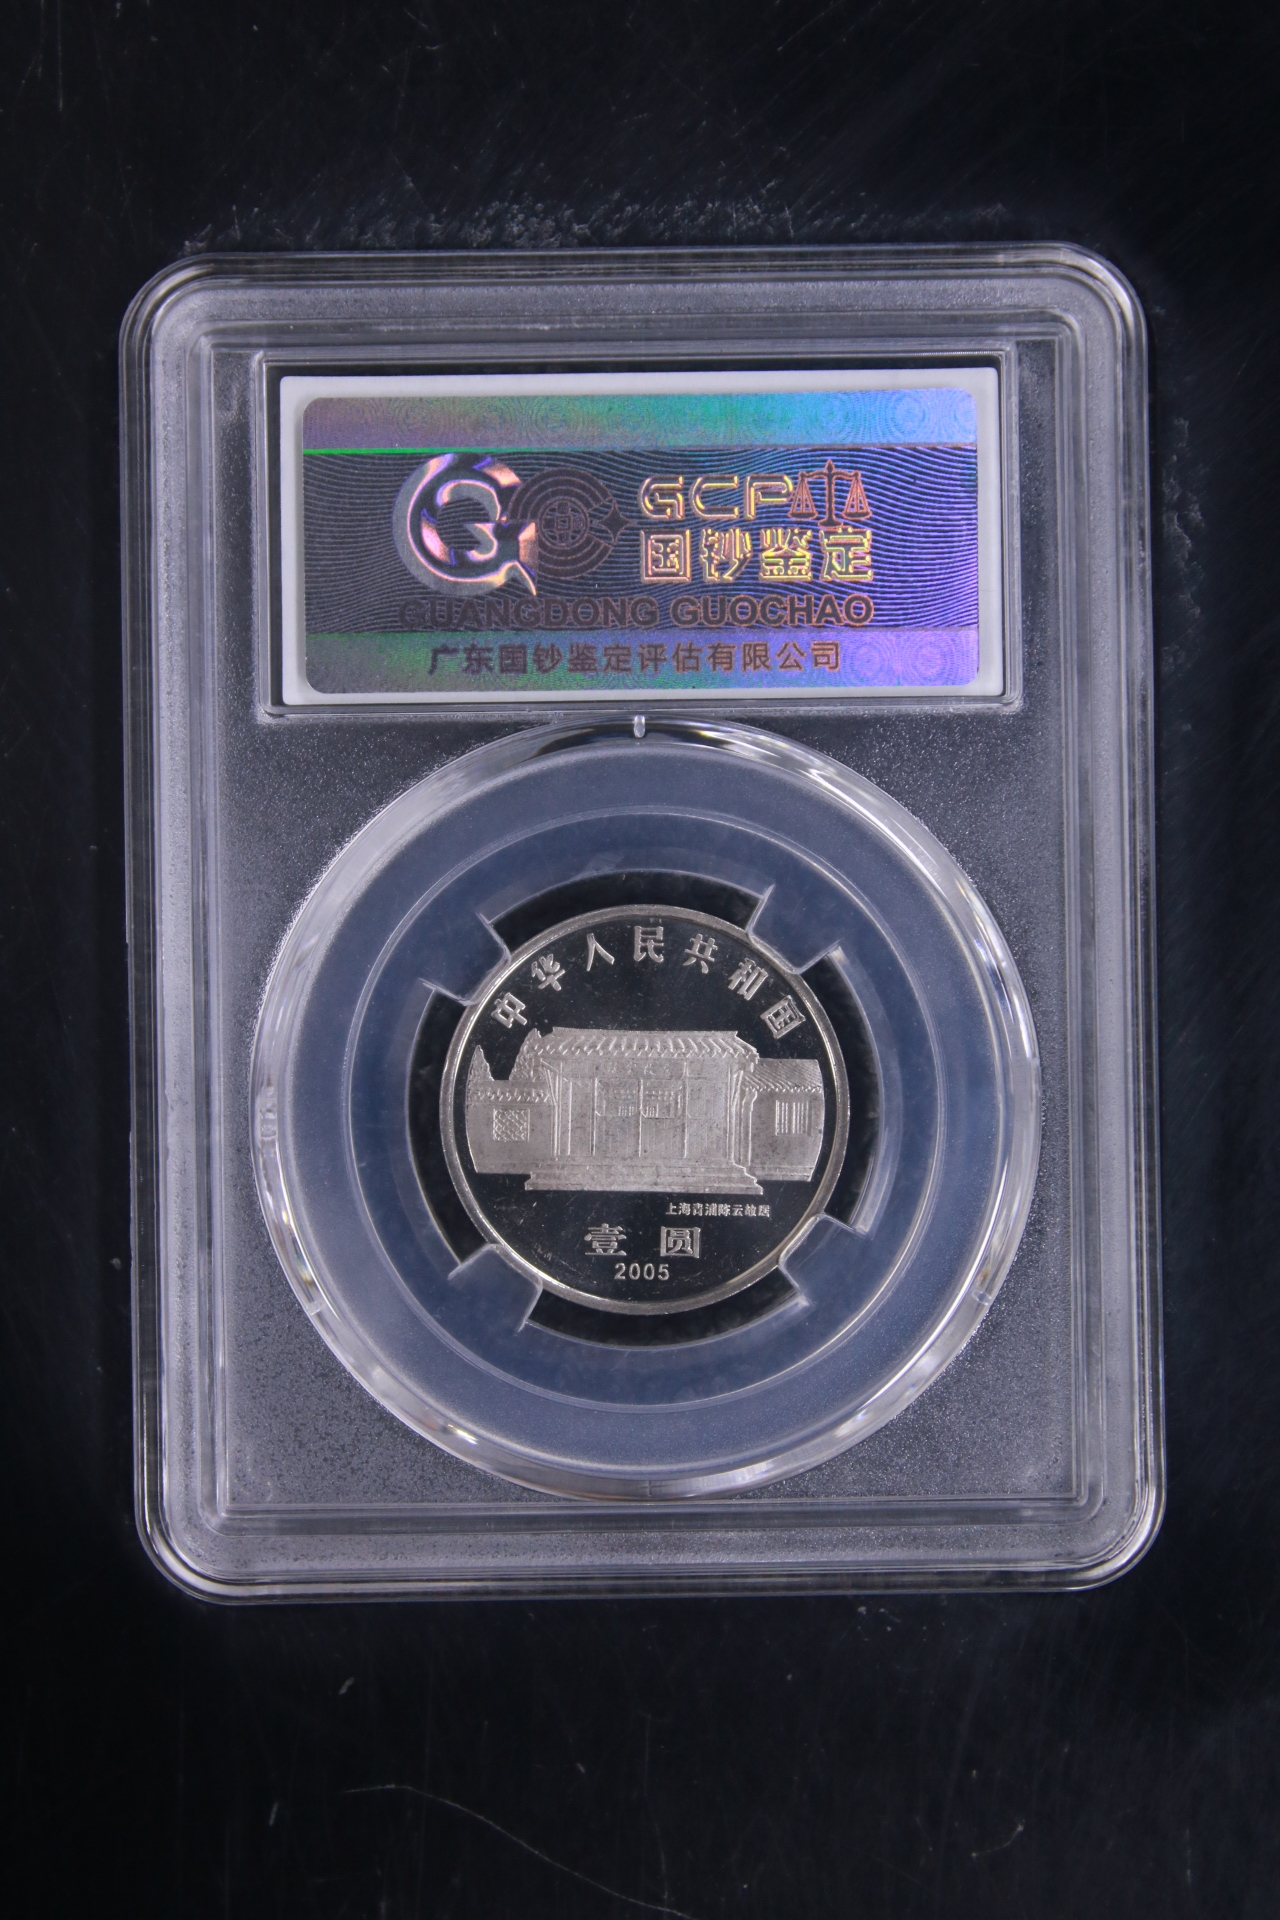 GCP
国钞鉴定
GUANGDONG GUOCHAO
广东国钞鉴定评估有限公司
中华人民共和国
上海青浦陈云故居
壹圆
2005